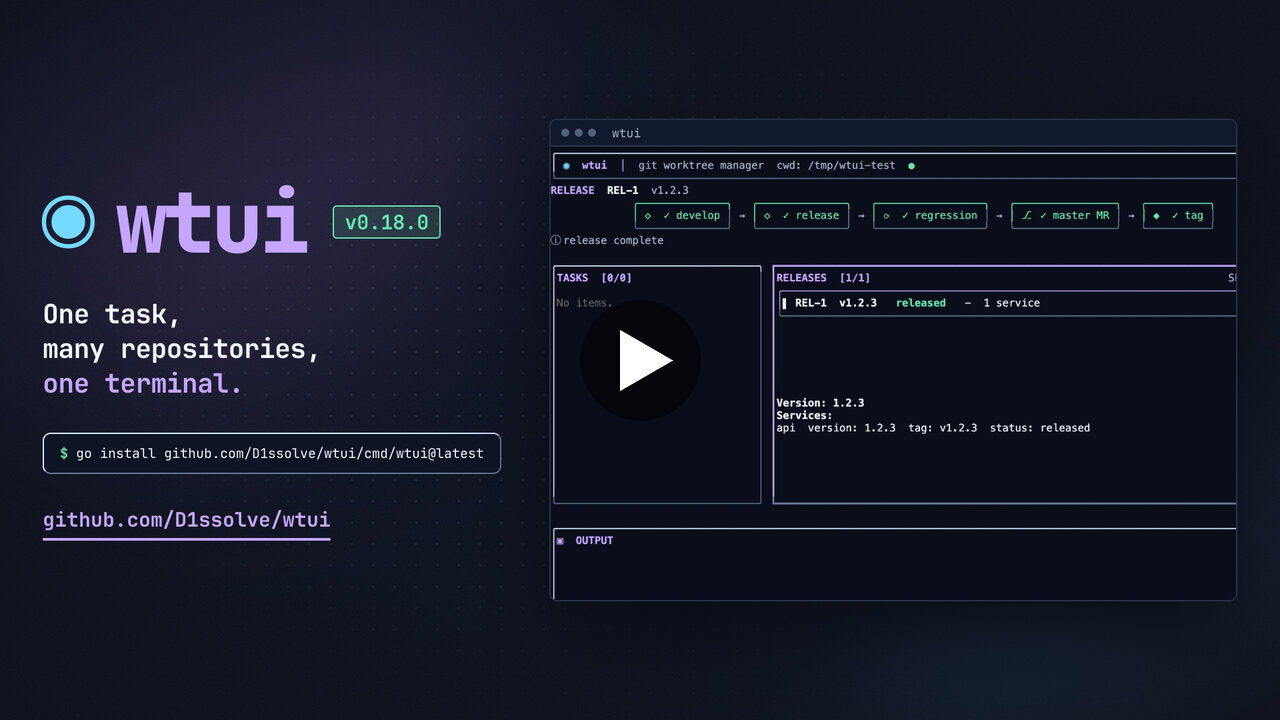 wtui
v0.18.0
One task,
many repositories,
one terminal.
$ go install github.com/D1ssolve/wtui/cmd/wtui@latest
github.com/D1ssolve/wtui
wtui
wtui | git worktree manager cwd: /tmp/wtui-test
RELEASE REL-1 v1.2.3
✓ develop → ✓ release → ✓ regression → ✓ master MR → ✓ tag
ⓘ release complete
TASKS [0/0]
No items.
RELEASES [1/1]
REL-1 v1.2.3 released — 1 service
Version: 1.2.3
Services:
api version: 1.2.3 tag: v1.2.3 status: released
OUTPUT